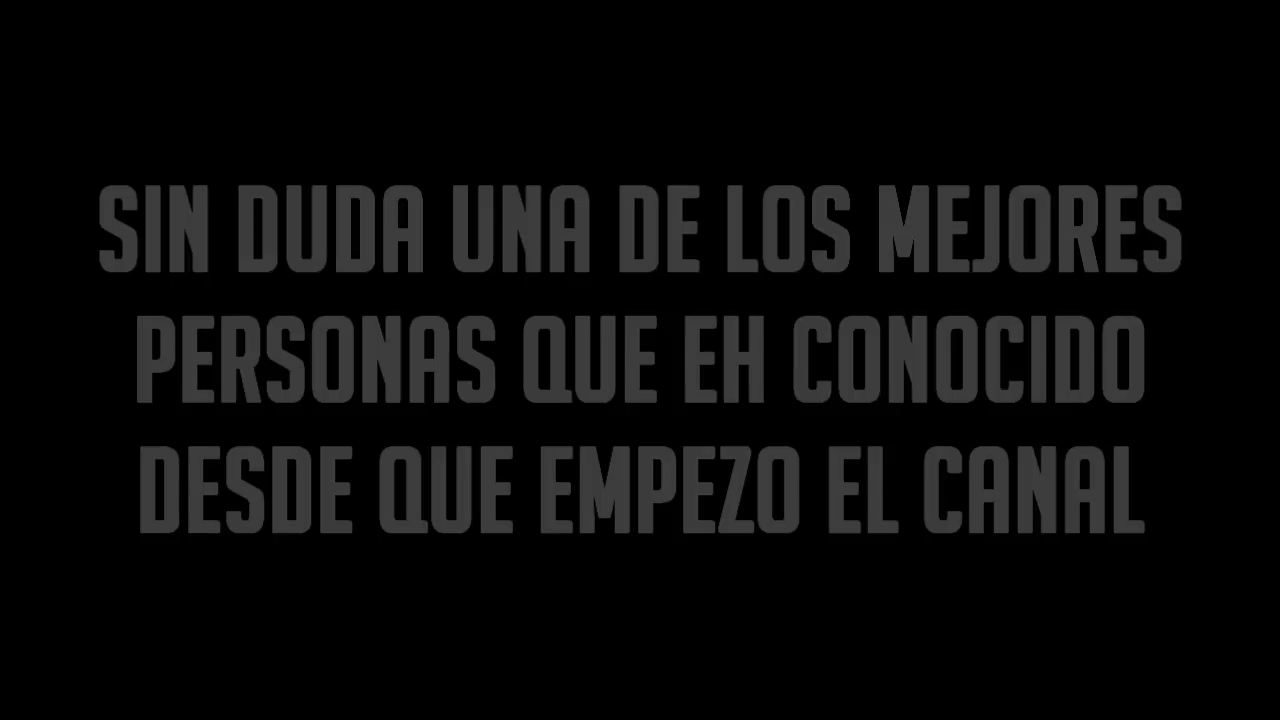 SIN DUDA UNA DE LOS MEJORES
PERSONAS QUE EH CONOCIDO
DESDE QUE EMPEZO EL CANAL